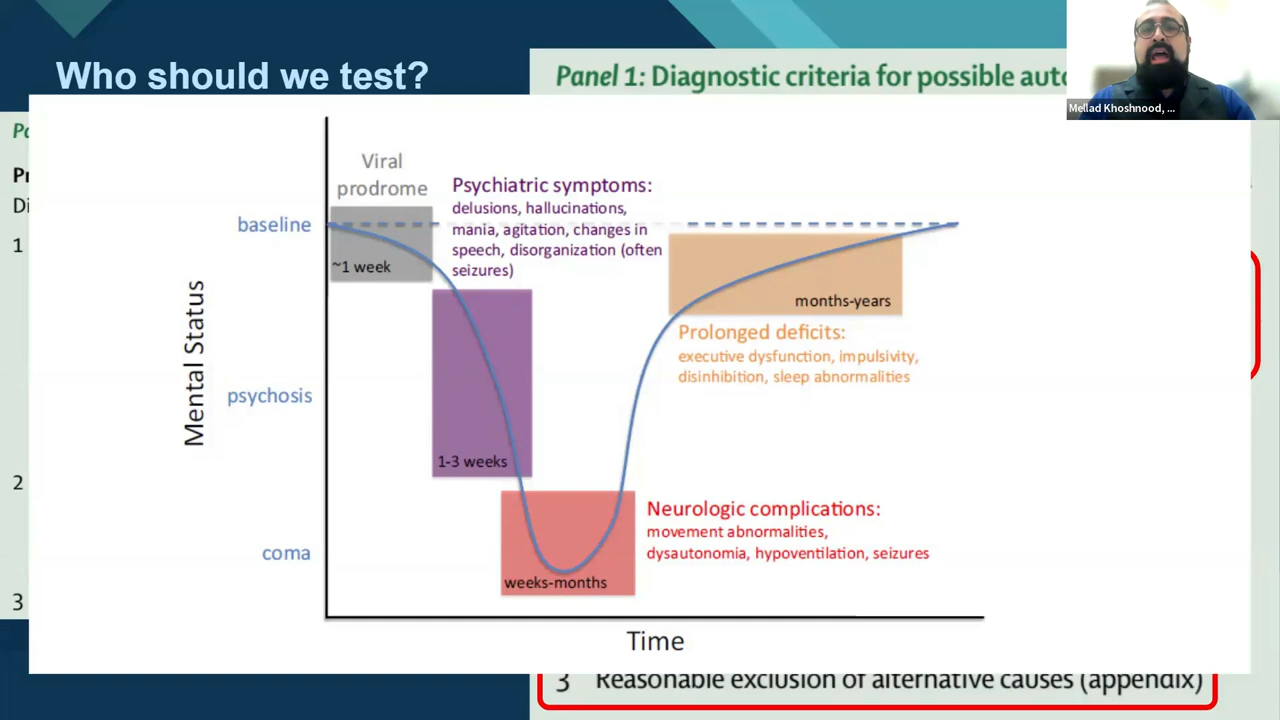 Who should we test?
Panel 1: Diagnostic criteria for possible
Mellad Khoshnood, ...
1
2
3
Viral
prodrome
~1 week
Psychiatric symptoms:
delusions, hallucinations,
mania, agitation, changes in
speech, disorganization (often
seizures)
1-3 weeks
baseline
psychosis
coma
Mental Status
months-years
Prolonged deficits:
executive dysfunction, impulsivity,
disinhibition, sleep abnormalities
Neurologic complications:
movement abnormalities,
dysautonomia, hypoventilation, seizures
weeks-months
Time
3 Reasonable exclusion of alternative causes (appendix)